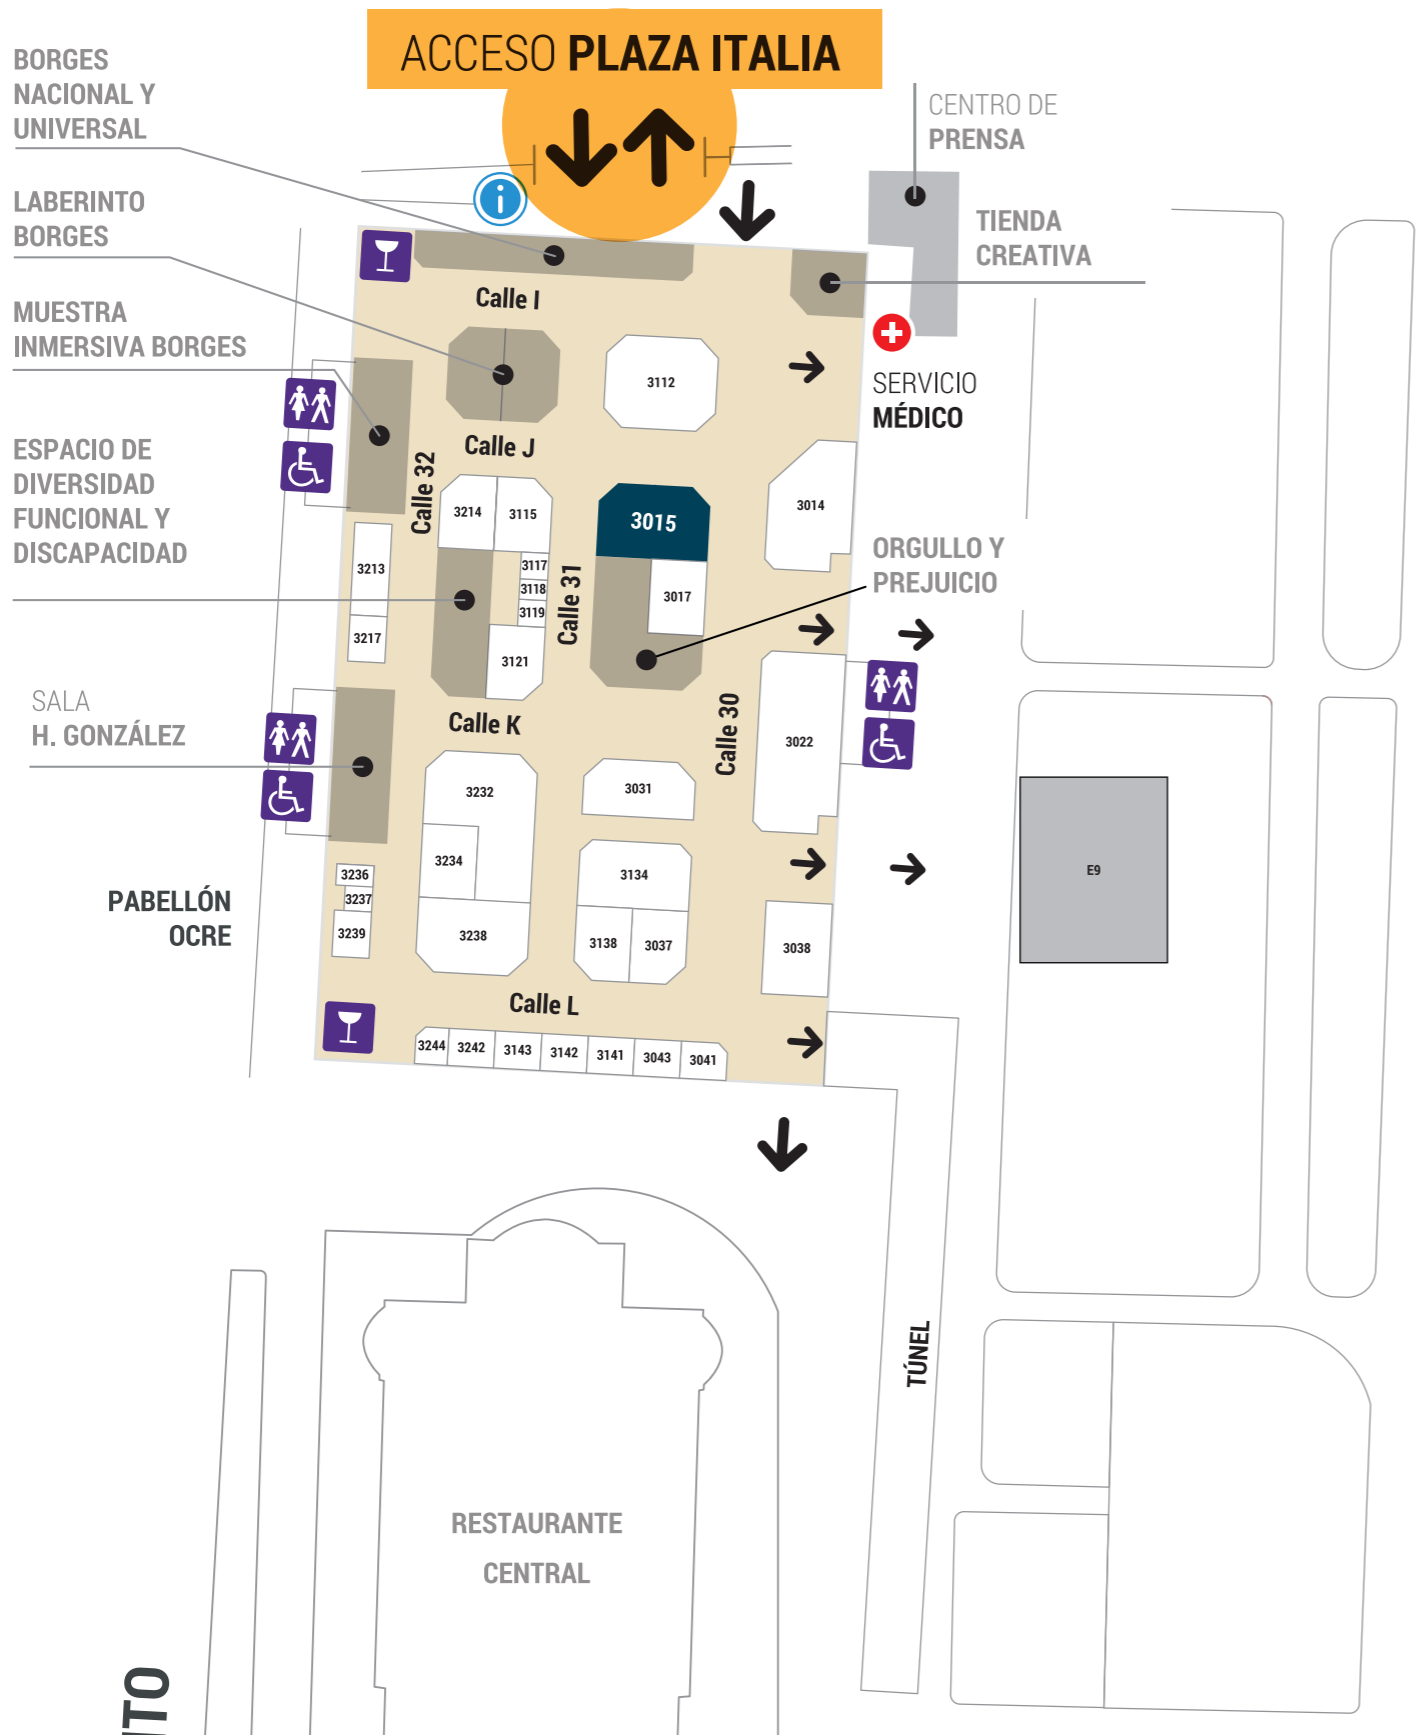 ACCESO PLAZA ITALIA
BORGES
NACIONAL Y
UNIVERSAL
CENTRO DE
PRENSA
LABERINTO
BORGES
TIENDA
CREATIVA
Calle I
MUESTRA
INMERSIVA BORGES
3112
SERVICIO
MÉDICO
ESPACIO DE
DIVERSIDAD
FUNCIONAL Y
DISCAPACIDAD
Calle J
Calle 32
3214
3115
3015
3014
ORGULLO Y
PREJUICIO
3213
3117
3118
3119
Calle 31
3017
3217
3121
SALA
H. GONZÁLEZ
Calle K
Calle 30
3022
3232
3031
3234
3134
E9
3236
3237
3239
PABELLÓN
OCRE
3238
3138
3037
3038
Calle L
3244
3242
3143
3142
3141
3043
3041
TÚNEL
RESTAURANTE
CENTRAL
NTO